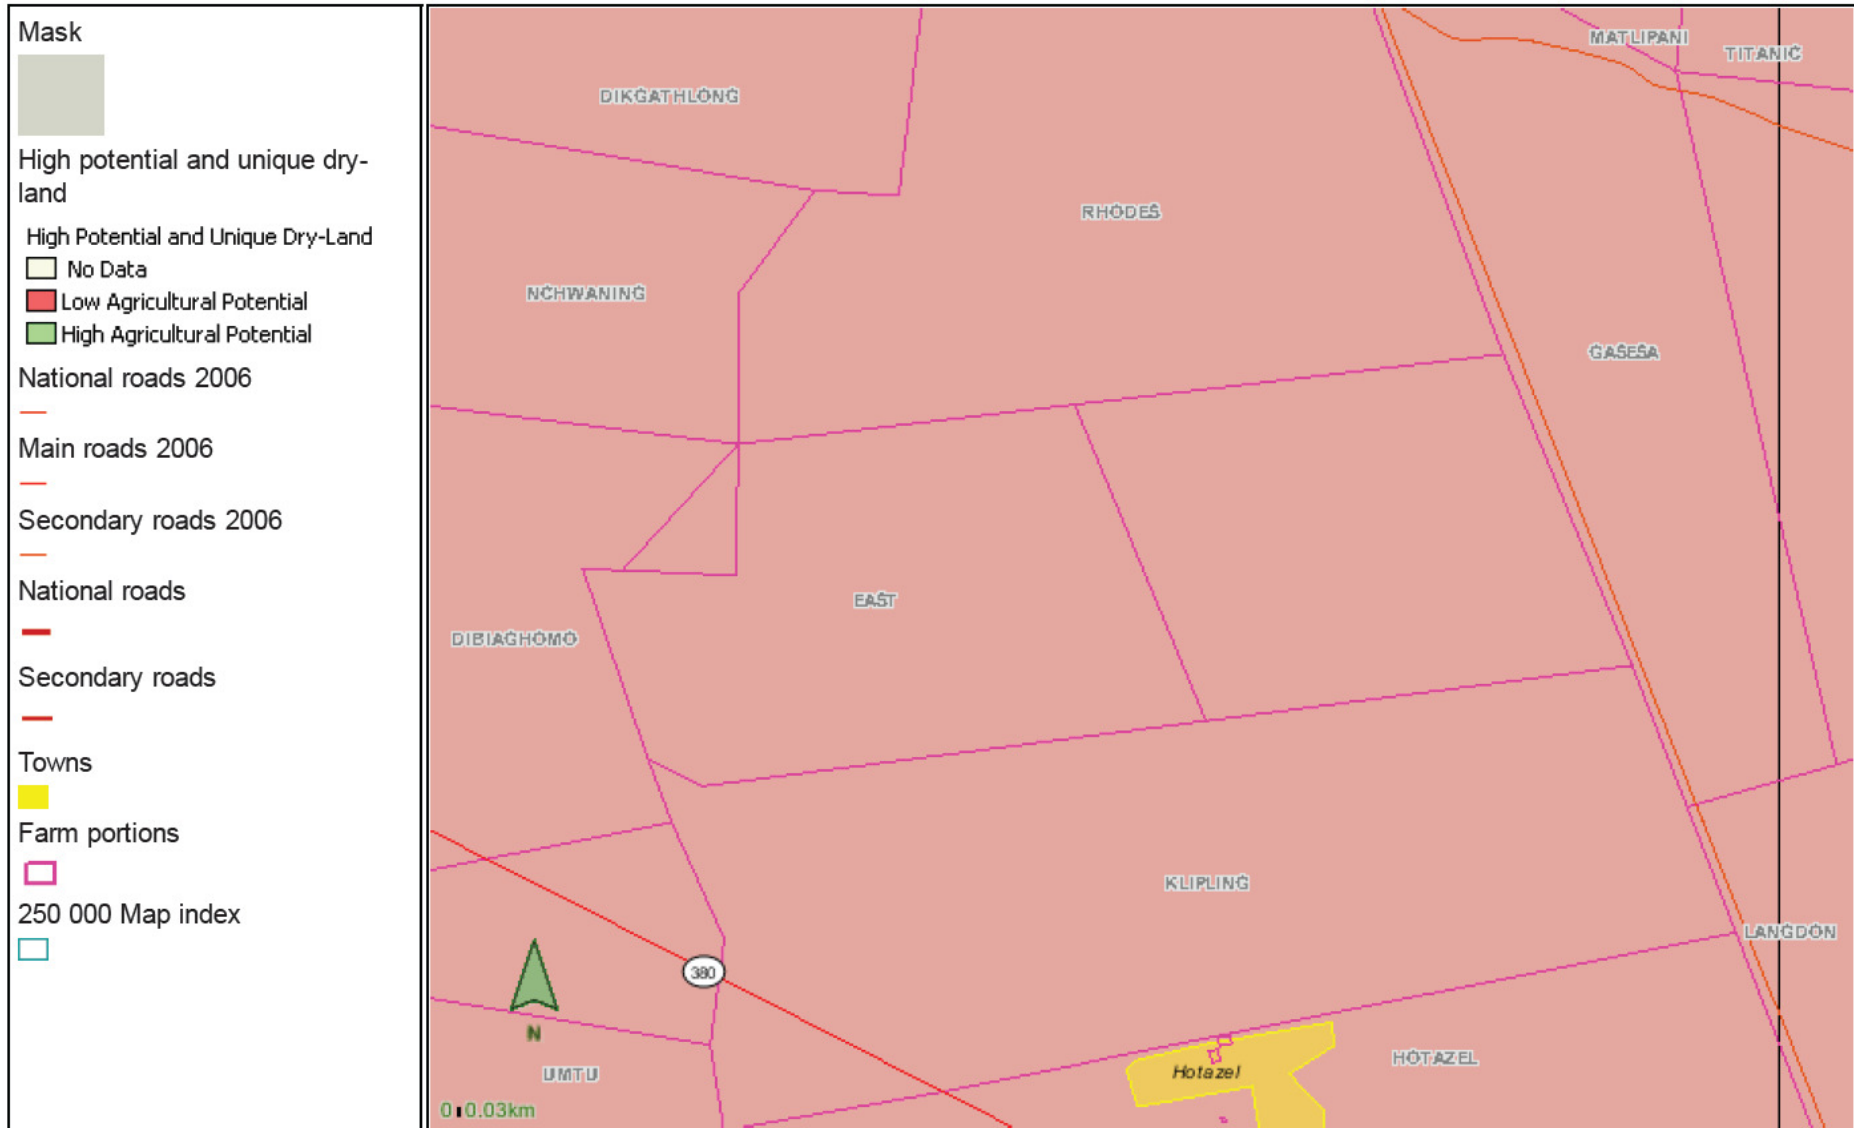 Mask
High potential and unique dry-
land
High Potential and Unique Dry-Land
No Data
Low Agricultural Potential
High Agricultural Potential
National roads 2006
Main roads 2006
Secondary roads 2006
National roads
Secondary roads
Towns
Farm portions
250 000 Map index
MATLIPANI
TITANIC
DIKGATHLONG
RHODES
NCHWANING
GASESA
EAST
DIBIAGHOMO
KLIPLING
LANGDON
380
N
HOTAZEL
Hotazel
UMTU
0 0.03km